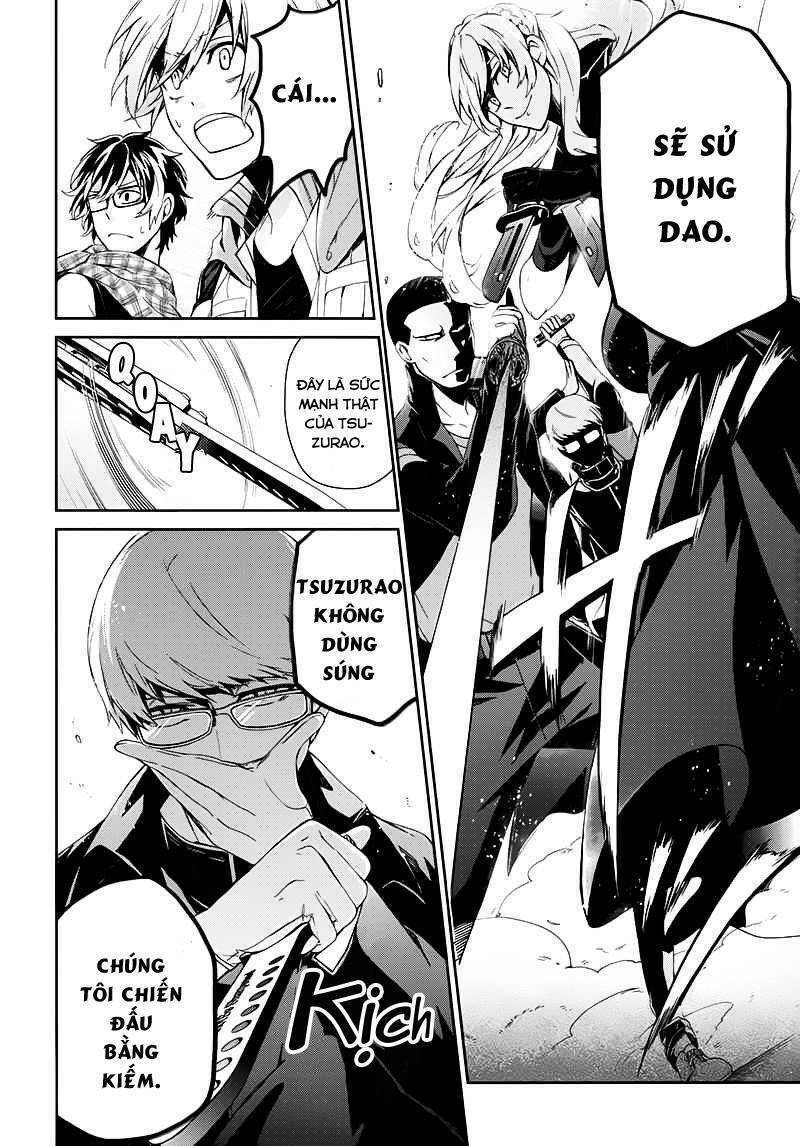 SẼ SỬ
DỤNG
DAO.
CÁI...
ĐÂY LÀ SỨC
MẠNH THẬT
CỦA TSU-
ZURAO.
QOAY
TSUZURAO
KHÔNG
DÙNG
SÚNG
Kịch
CHÚNG
TÔI CHIẾN
ĐẤU
BẰNG
KIẾM.